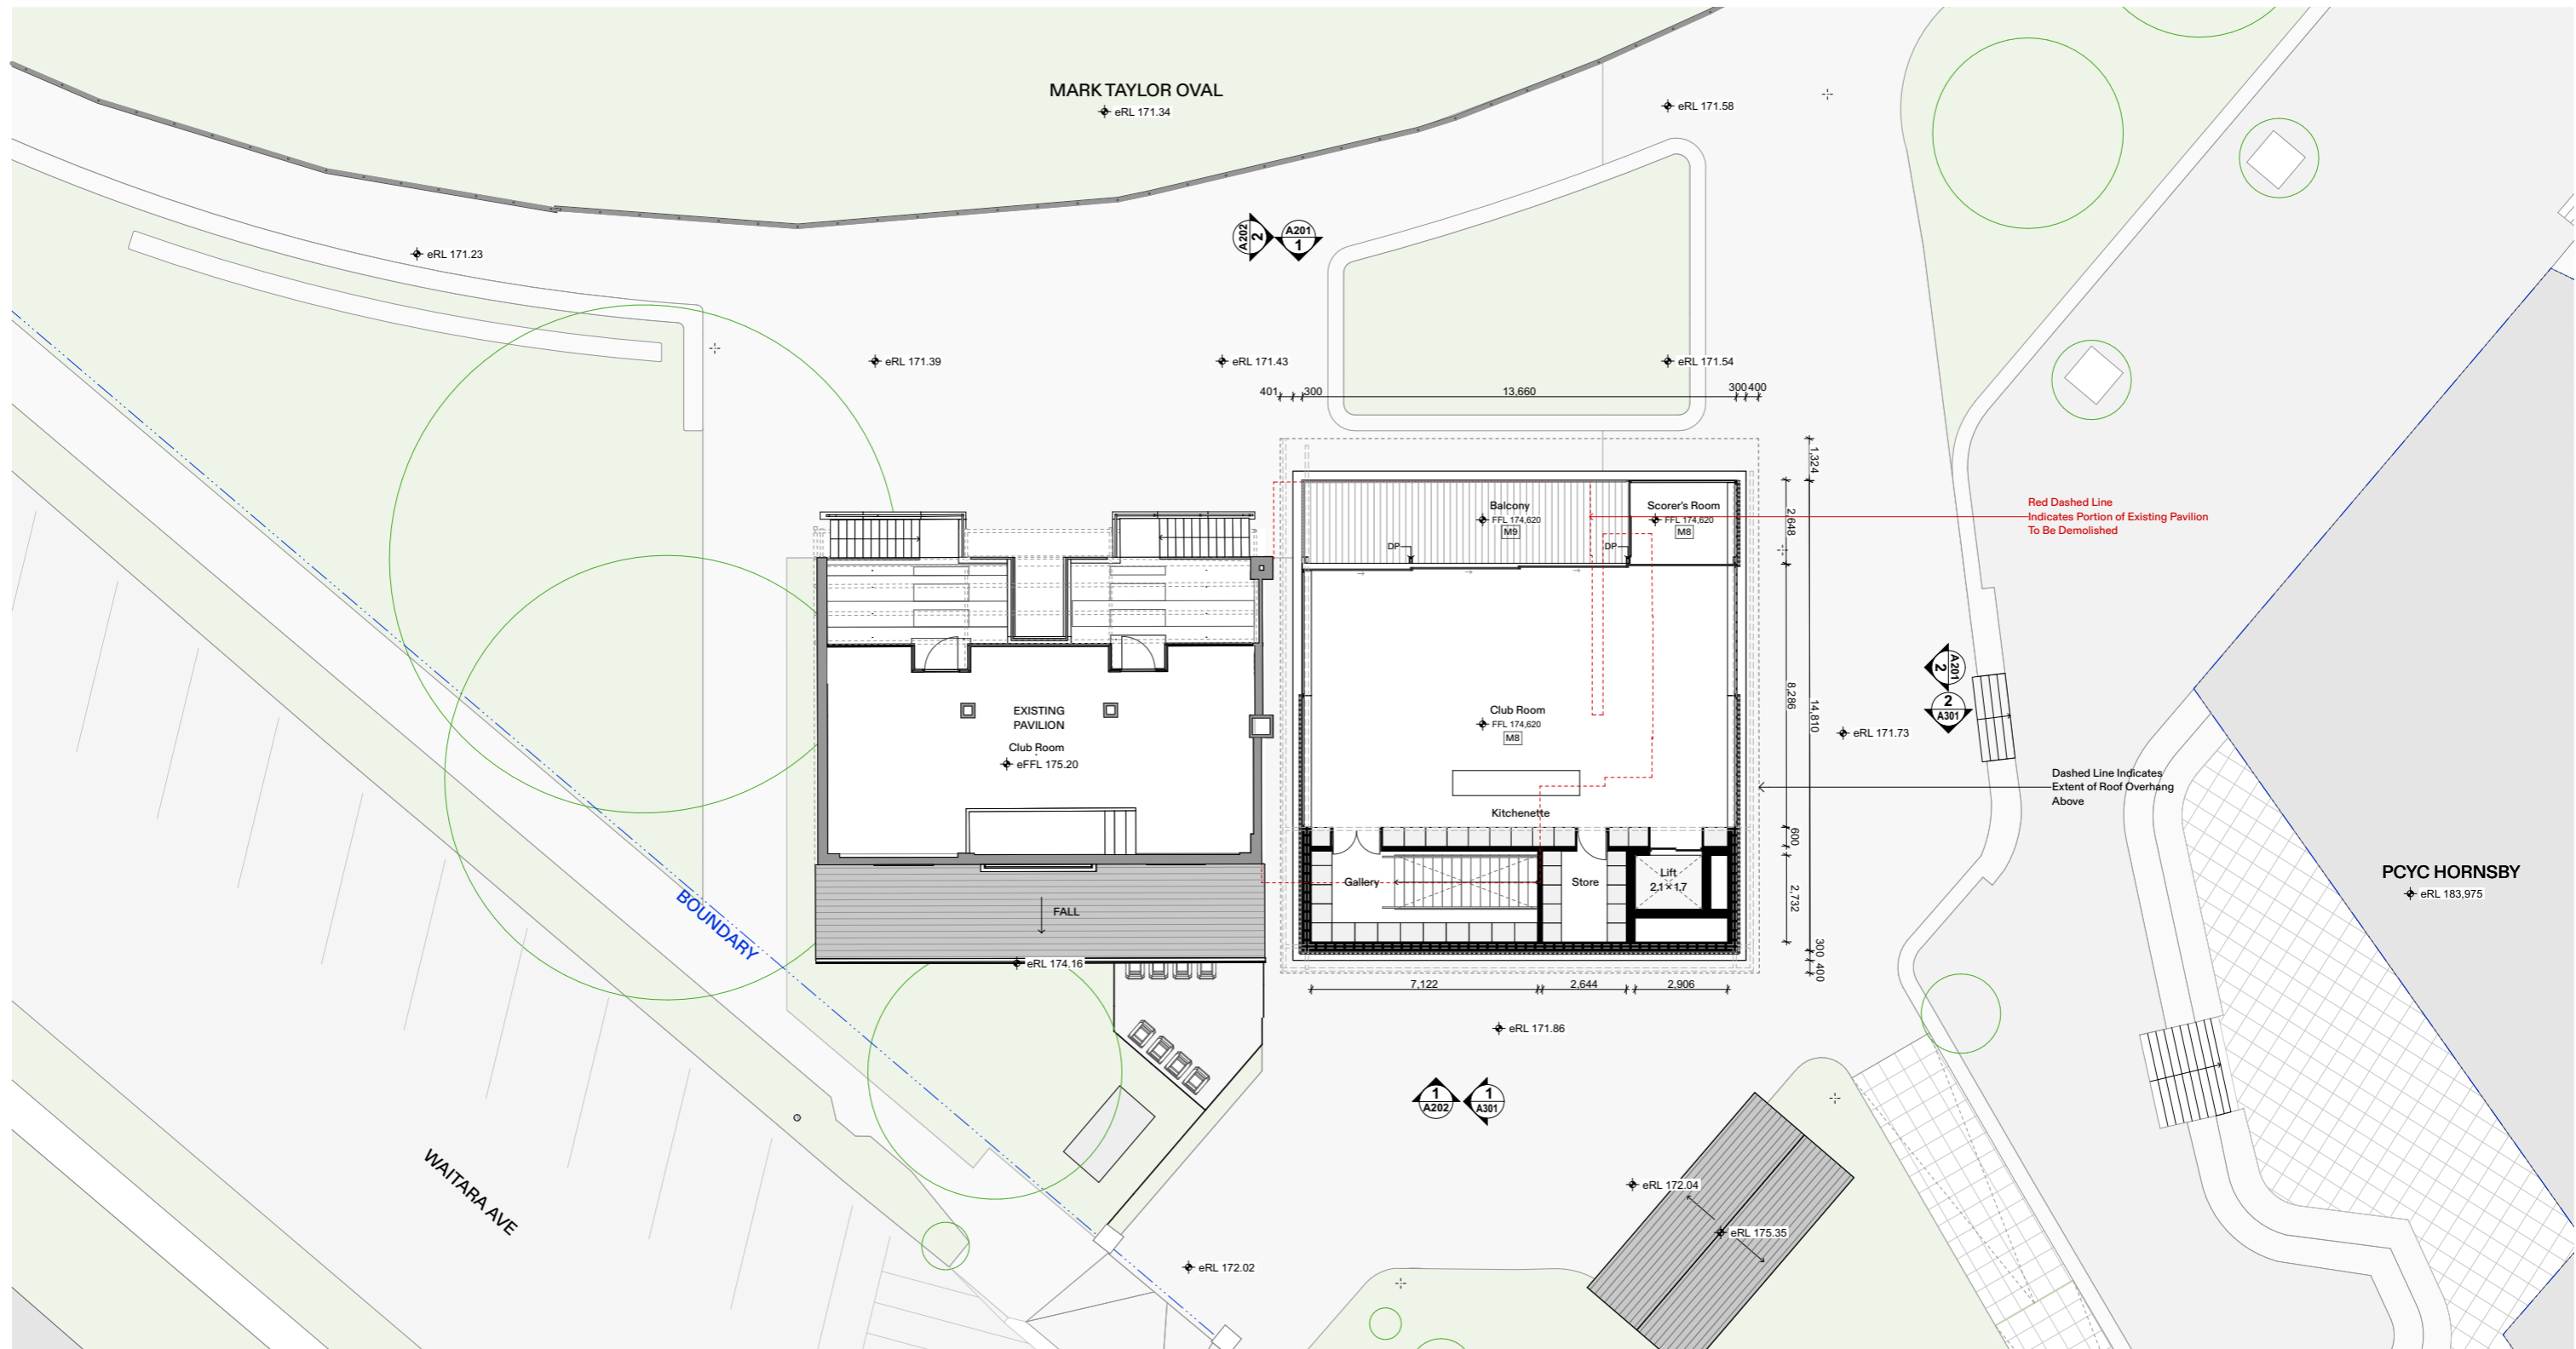 MARK TAYLOR OVAL
eRL 171.34
eRL 171.58
eRL 171.23
A202
2
A201
1
eRL 171.39
eRL 171.43
eRL 171.54
401
300
13,660
300
400
1,324
Balcony
FFL 174,620
M9
Scorer's Room
FFL 174,620
M8
DP
DP
2,648
Red Dashed Line
Indicates Portion of Existing Pavilion
To Be Demolished
EXISTING
PAVILION
Club Room
eFFL 175.20
Club Room
FFL 174,620
M8
8,286
14,810
A201
2
2
A301
eRL 171.73
Dashed Line Indicates
Extent of Roof Overhang
Above
Kitchenette
600
Gallery
Store
Lift
2.1 × 1.7
2,732
PCYC HORNSBY
eRL 183,975
BOUNDARY
FALL
eRL 174.16
300
400
7,122
2,644
2,906
eRL 171.86
1
A202
1
A301
WAITARA AVE
eRL 172.04
eRL 175.35
eRL 172.02